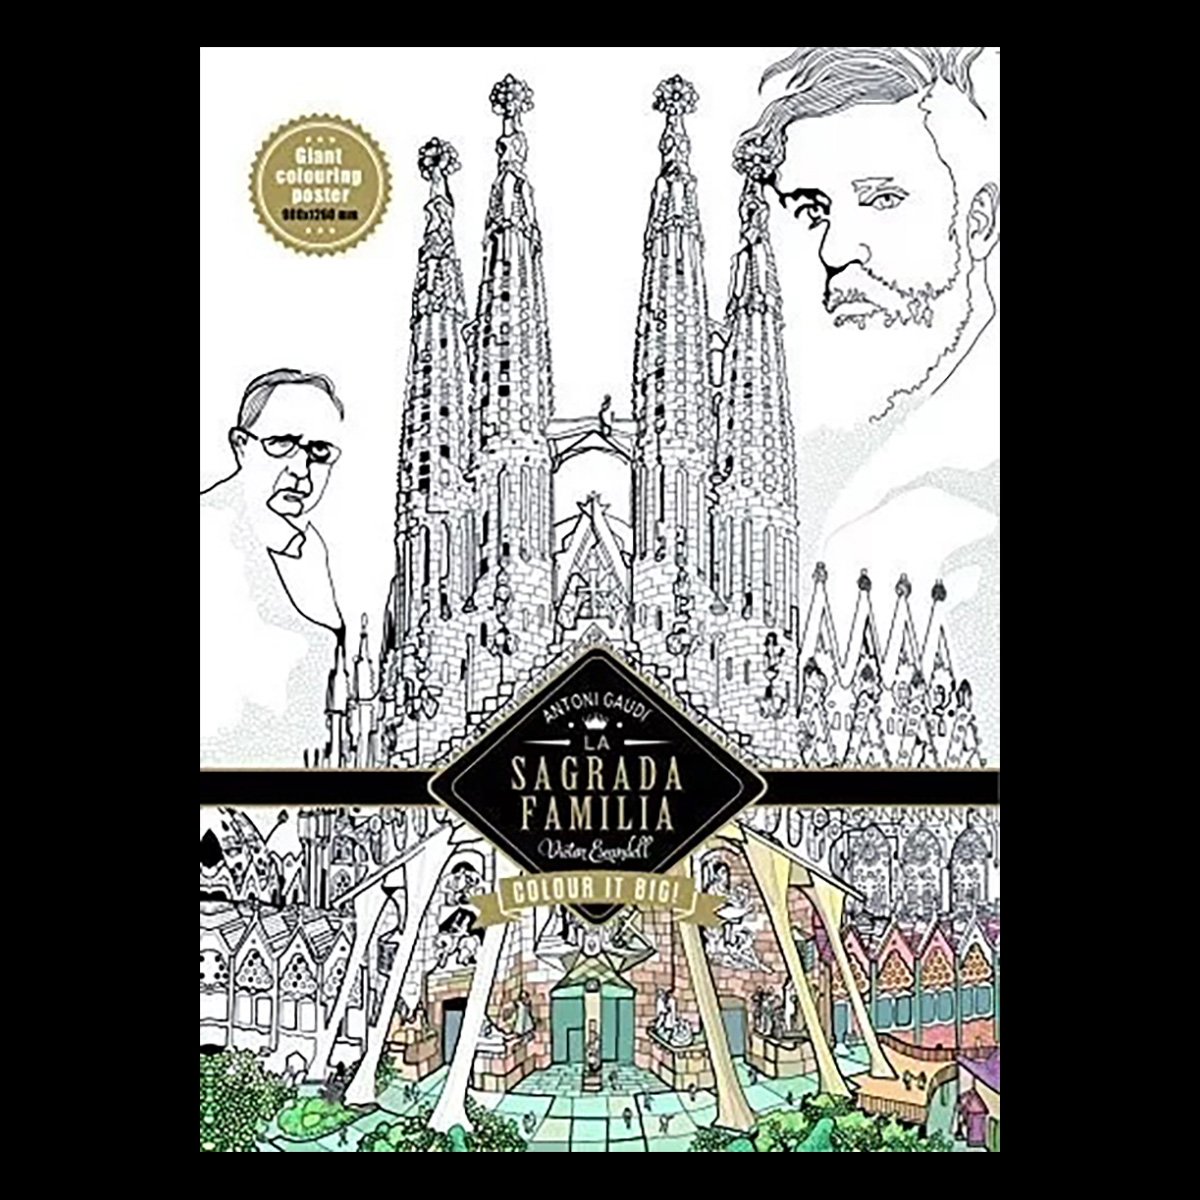 Giant
colouring
poster
ANTONI GAUDÍ
LA
SAGRADA
FAMILIA
Victor Escandell
COLOUR IT BIG!